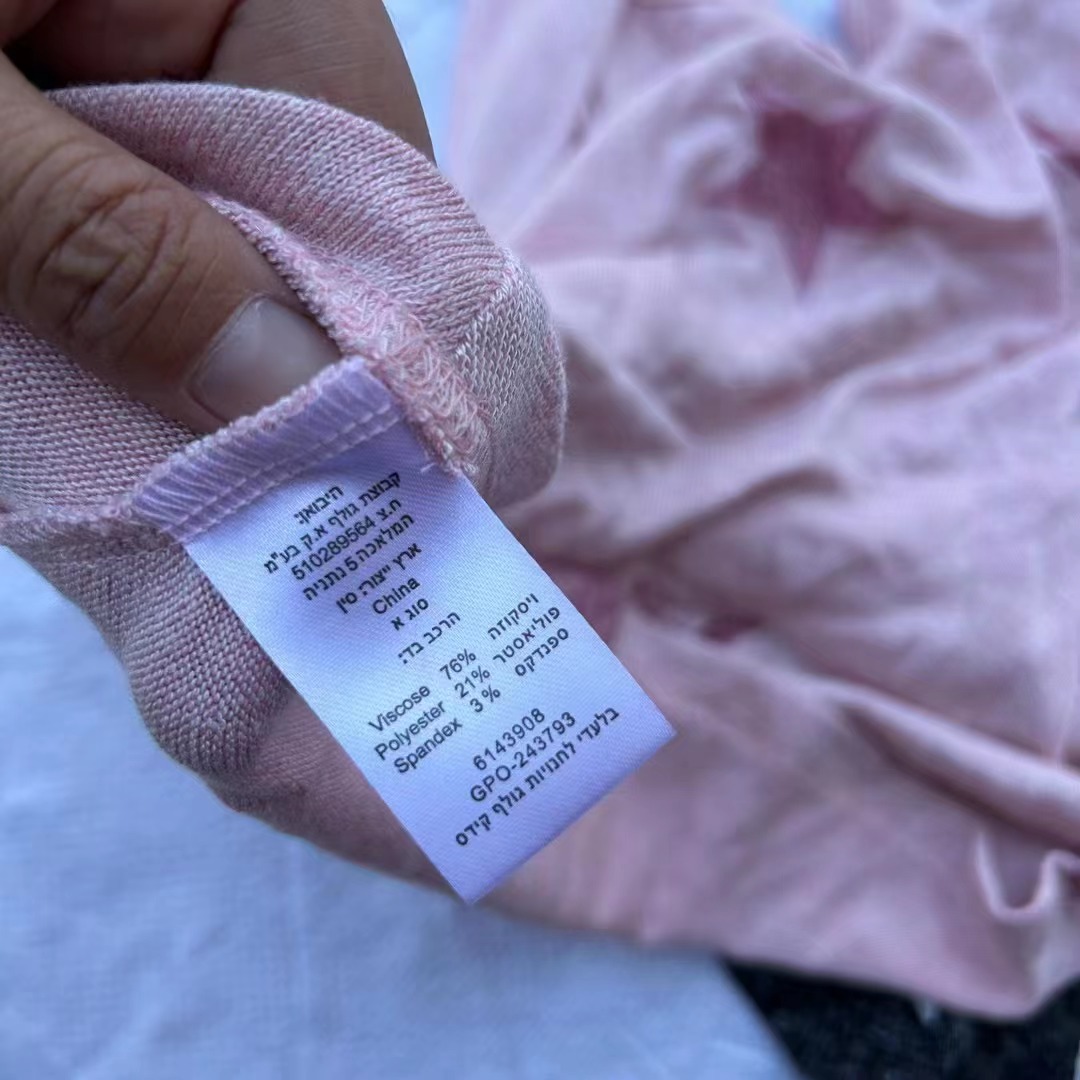 היבואן:
קבוצת גולף א.ק בע"מ
ח.צ 510289564
המלאכה 5 נתניה
ארץ ייצור: סין
China
סוג א
הרכב בד:
Viscose 76% ויסקוזה
Polyester 21% פוליאסטר
Spandex 3% ספנדקס
6143908
GPO-243793
בלעדי לחנויות גולף קידס